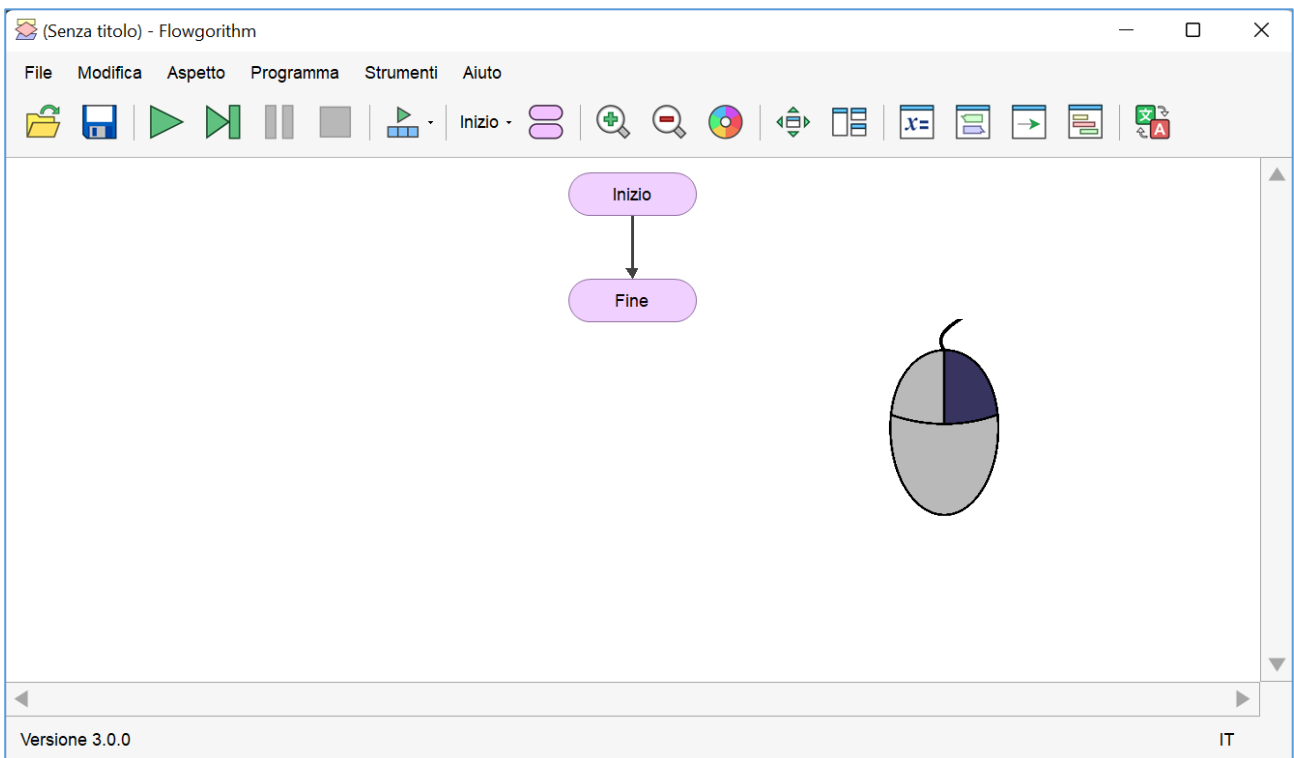 (Senza titolo) - Flowgorithm
File Modifica Aspetto Programma Strumenti Aiuto
Inizio x=
Inizio
Fine
Versione 3.0.0 IT